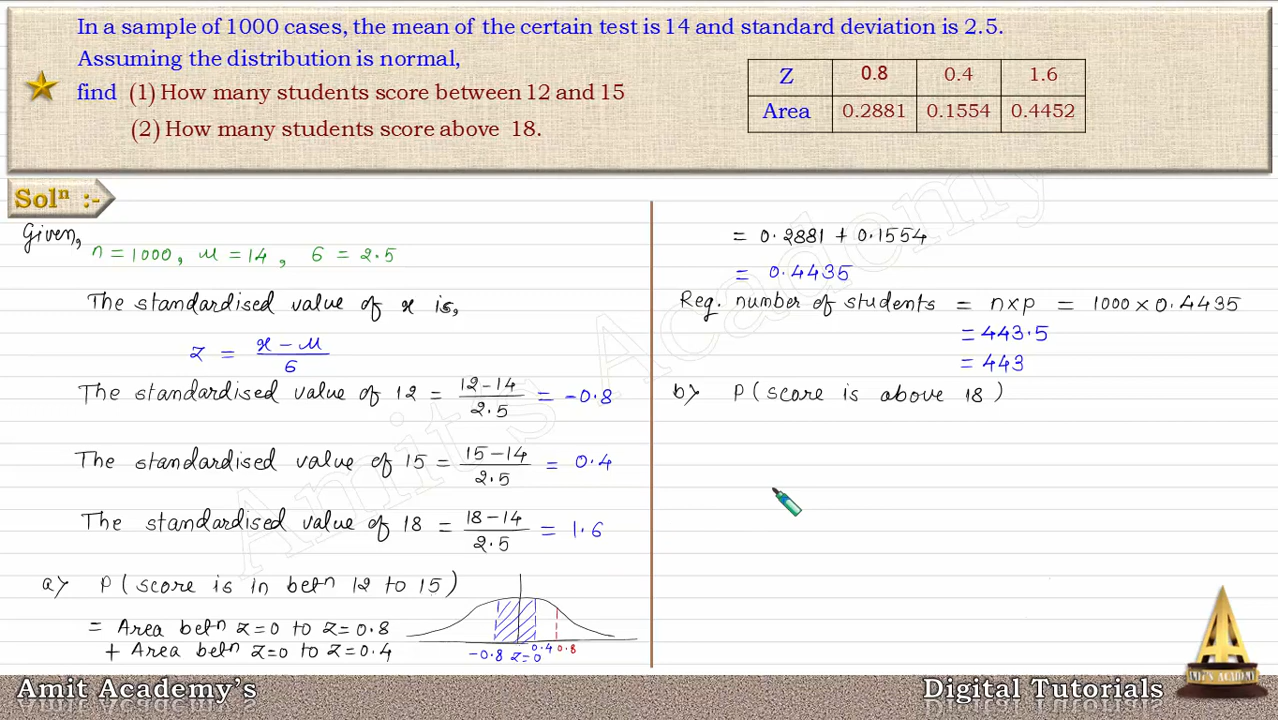 In a sample of 1000 cases, the mean of the certain test is 14 and standard deviation is 2.5.
Assuming the distribution is normal,
find (1) How many students score between 12 and 15
(2) How many students score above 18.
Z 0.8 0.4 1.6
Area 0.2881 0.1554 0.4452
Solⁿ :-
Given,
n = 1000, μ = 14, σ = 2.5
The standardised value of x is,
z = (x - μ)/σ
The standardised value of 12 = (12-14)/2.5 = -0.8
The standardised value of 15 = (15-14)/2.5 = 0.4
The standardised value of 18 = (18-14)/2.5 = 1.6
a) P(score is in betn 12 to 15)
= Area betn z=0 to z=0.8
+ Area betn z=0 to z=0.4
-0.8 z=0 0.4 0.8
= 0.2881 + 0.1554
= 0.4435
Req. number of students = n×p = 1000 × 0.4435
= 443.5
= 443
b) P(score is above 18)
Amit's Academy
Amit Academy's
Digital Tutorials
AMIT'S ACADEMY